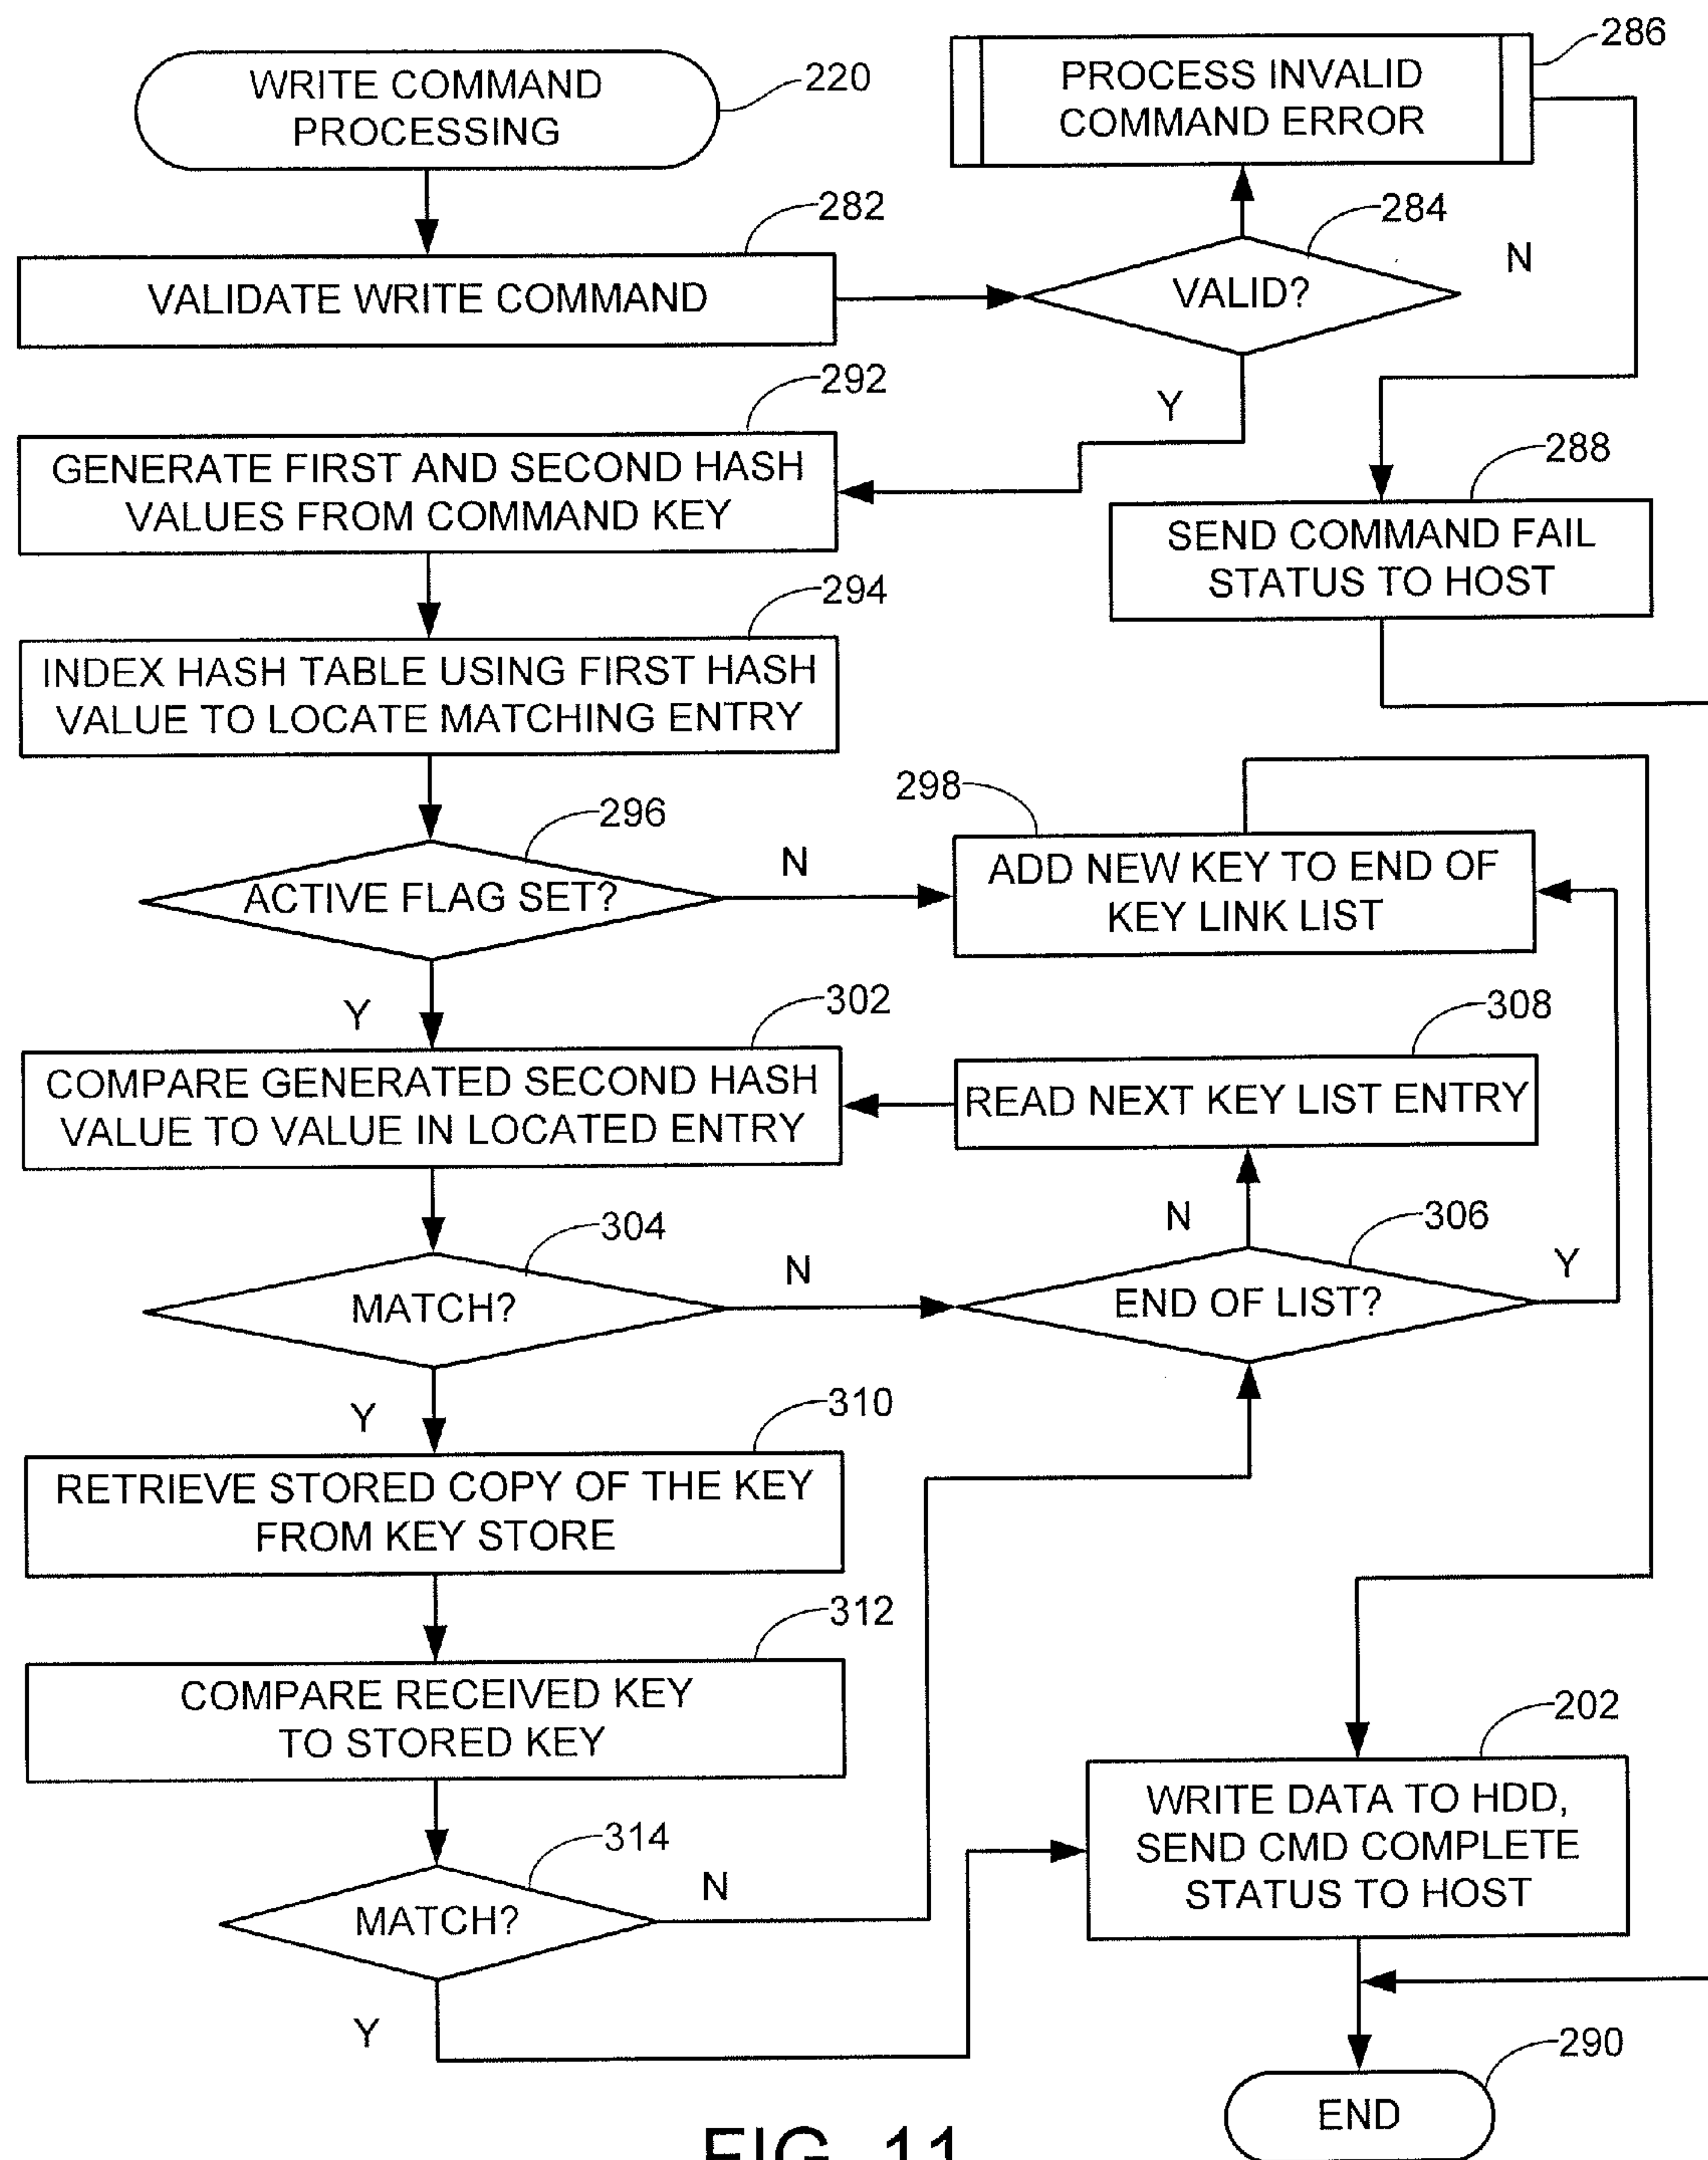 WRITE COMMAND
PROCESSING
220
PROCESS INVALID
COMMAND ERROR
286
282
VALIDATE WRITE COMMAND
284
VALID?
N
Y
292
GENERATE FIRST AND SECOND HASH
VALUES FROM COMMAND KEY
288
SEND COMMAND FAIL
STATUS TO HOST
294
INDEX HASH TABLE USING FIRST HASH
VALUE TO LOCATE MATCHING ENTRY
296
ACTIVE FLAG SET?
N
298
ADD NEW KEY TO END OF
KEY LINK LIST
Y
302
COMPARE GENERATED SECOND HASH
VALUE TO VALUE IN LOCATED ENTRY
308
READ NEXT KEY LIST ENTRY
304
MATCH?
N
N
306
END OF LIST?
Y
Y
310
RETRIEVE STORED COPY OF THE KEY
FROM KEY STORE
312
COMPARE RECEIVED KEY
TO STORED KEY
202
WRITE DATA TO HDD,
SEND CMD COMPLETE
STATUS TO HOST
314
MATCH?
N
Y
290
END
FIG. 11